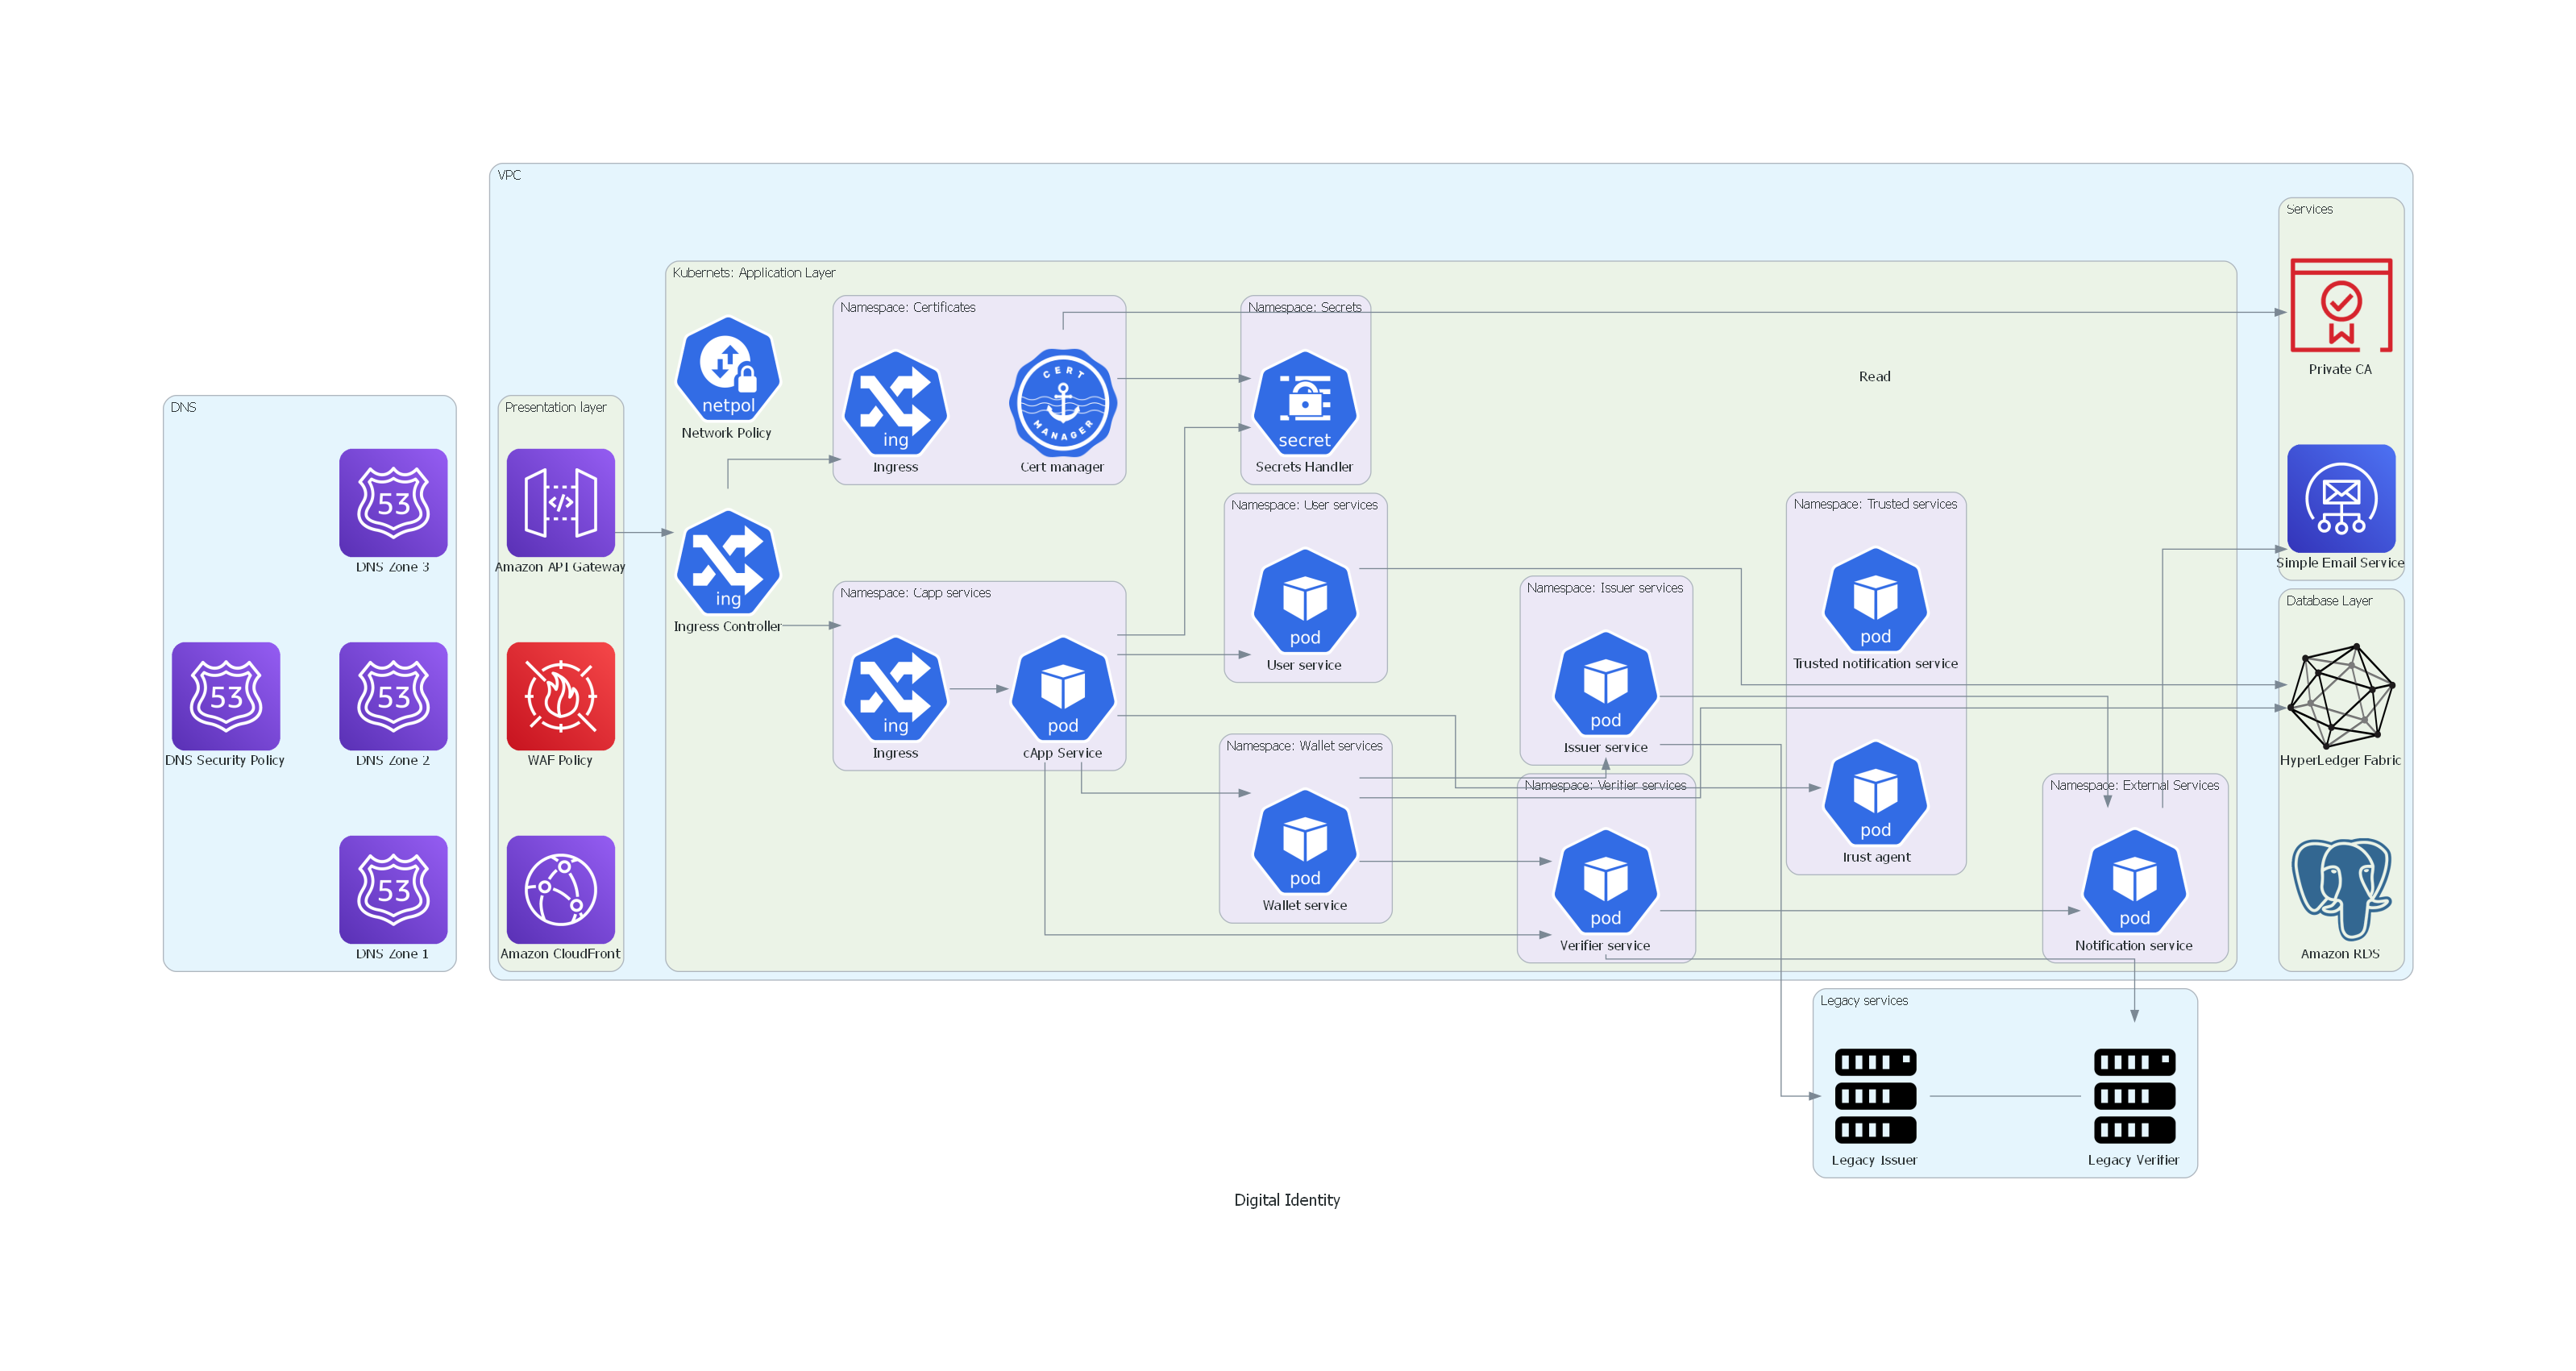 VPC
Services
Private CA
Simple Email Service
Kubernets: Application Layer
netpol
Network Policy
Namespace: Certificates
ing
Ingress
CERT
MANAGER
Cert manager
Namespace: Secrets
secret
Secrets Handler
Read
DNS
53
DNS Zone 3
53
DNS Security Policy
53
DNS Zone 2
53
DNS Zone 1
Presentation layer
Amazon API Gateway
WAF Policy
Amazon CloudFront
ing
Ingress Controller
Namespace: Capp services
ing
Ingress
pod
cApp Service
Namespace: User services
pod
User service
Namespace: Wallet services
pod
Wallet service
Namespace: Issuer services
pod
Issuer service
Namespace: Verifier services
pod
Verifier service
Namespace: Trusted services
pod
Trusted notification service
pod
Trust agent
Namespace: External Services
pod
Notification service
Database Layer
HyperLedger Fabric
Amazon RDS
Legacy services
Legacy Issuer
Legacy Verifier
Digital Identity